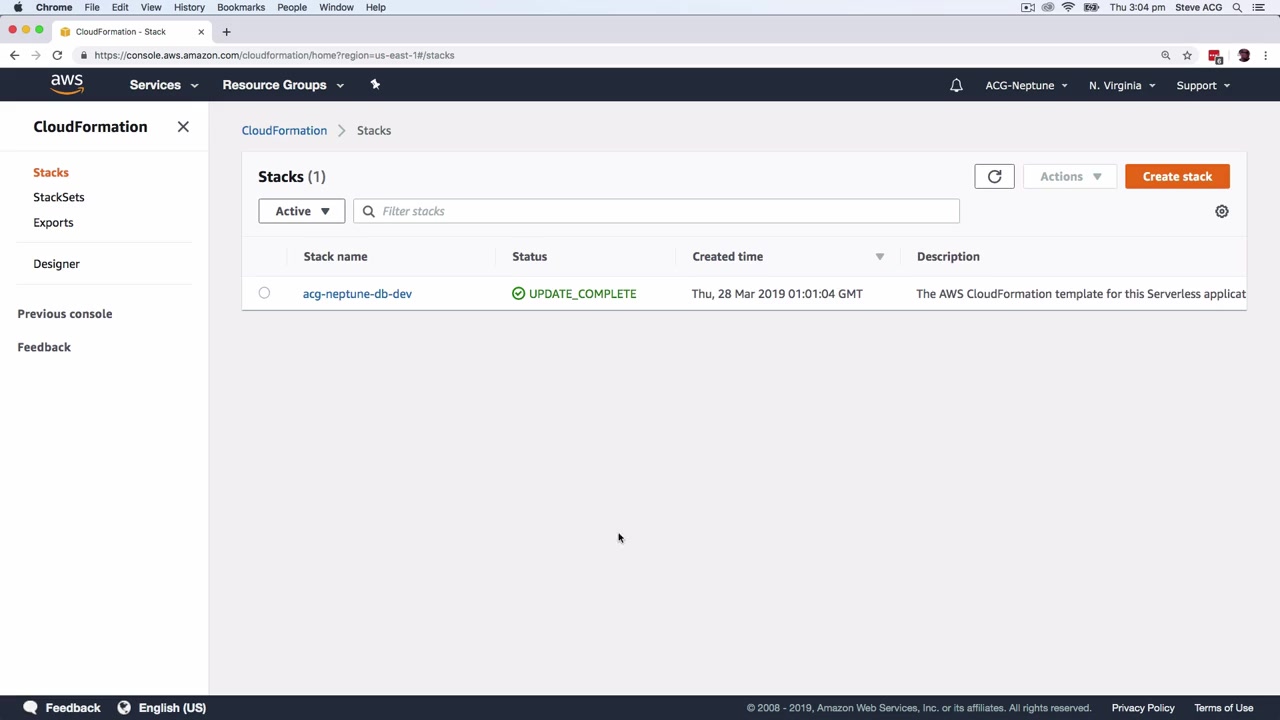 Chrome File Edit View History Bookmarks People Window Help Thu 3:04 pm Steve ACG
CloudFormation - Stack
https://console.aws.amazon.com/cloudformation/home?region=us-east-1#/stacks
aws Services Resource Groups ACG-Neptune N. Virginia Support
CloudFormation
CloudFormation > Stacks
Stacks
StackSets
Exports
Designer
Previous console
Feedback
Stacks (1)
Actions
Create stack
Active
Filter stacks
Stack name Status Created time Description
acg-neptune-db-dev UPDATE_COMPLETE Thu, 28 Mar 2019 01:01:04 GMT The AWS CloudFormation template for this Serverless applicat
Feedback English (US) © 2008 - 2019, Amazon Web Services, Inc. or its affiliates. All rights reserved. Privacy Policy Terms of Use